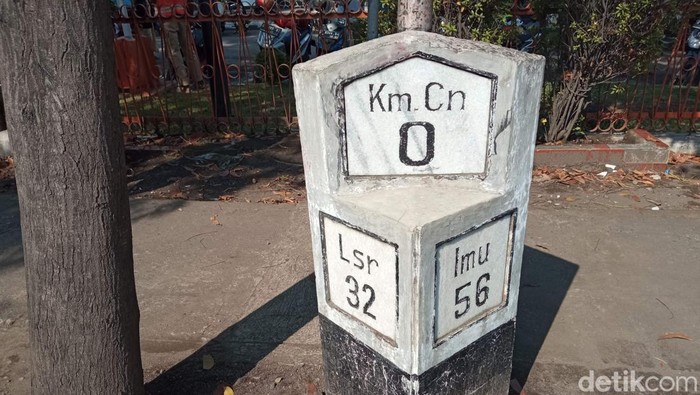 Km.Cn
0
Lsr
32
Imu
56
detikcom